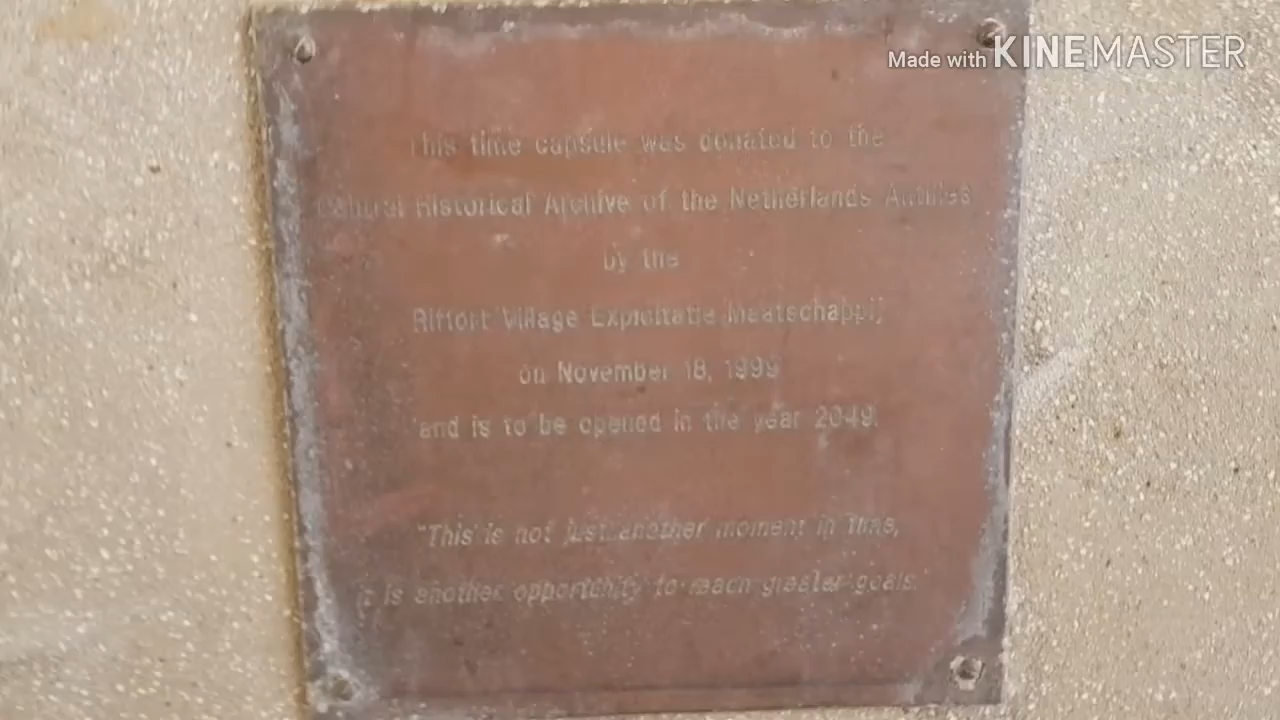 Made with KINEMASTER
This time capsule was donated to the
Central Historical Archive of the Netherlands Antilles
by the
Riffort Village Exploitatie Maatschappij
on November 18, 1999
and is to be opened in the year 2049.
"This is not just another moment in time,
it is another opportunity to reach greater goals.